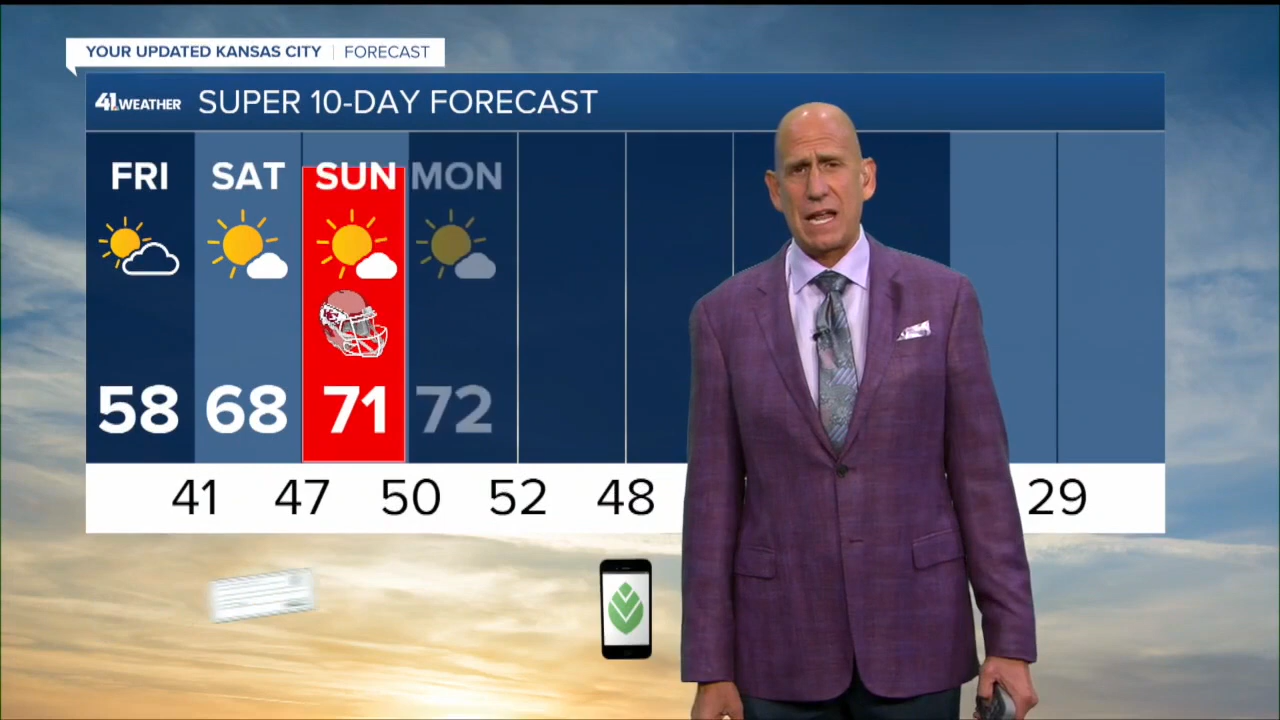 YOUR UPDATED KANSAS CITY | FORECAST
41 WEATHER SUPER 10-DAY FORECAST
FRI SAT SUN MON
58 68 71 72
41 47 50 52 48 29